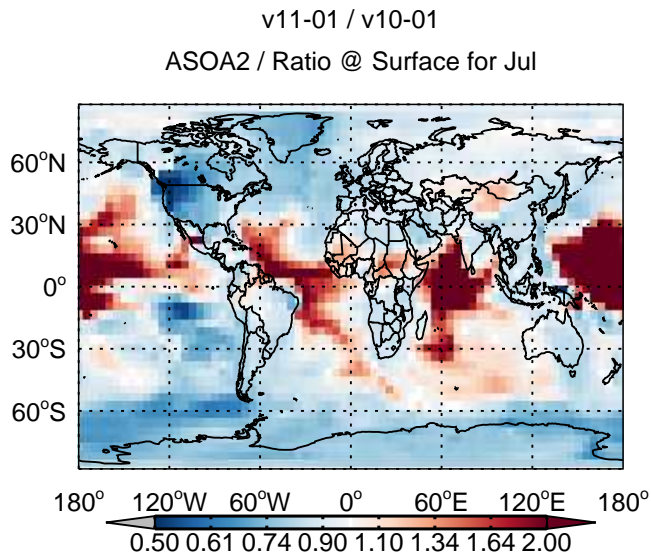 v11-01 / v10-01
ASOA2 / Ratio @ Surface for Jul
60°N
30°N
0°
30°S
60°S
180° 120°W 60°W 0° 60°E 120°E 180°
0.50 0.61 0.74 0.90 1.10 1.34 1.64 2.00